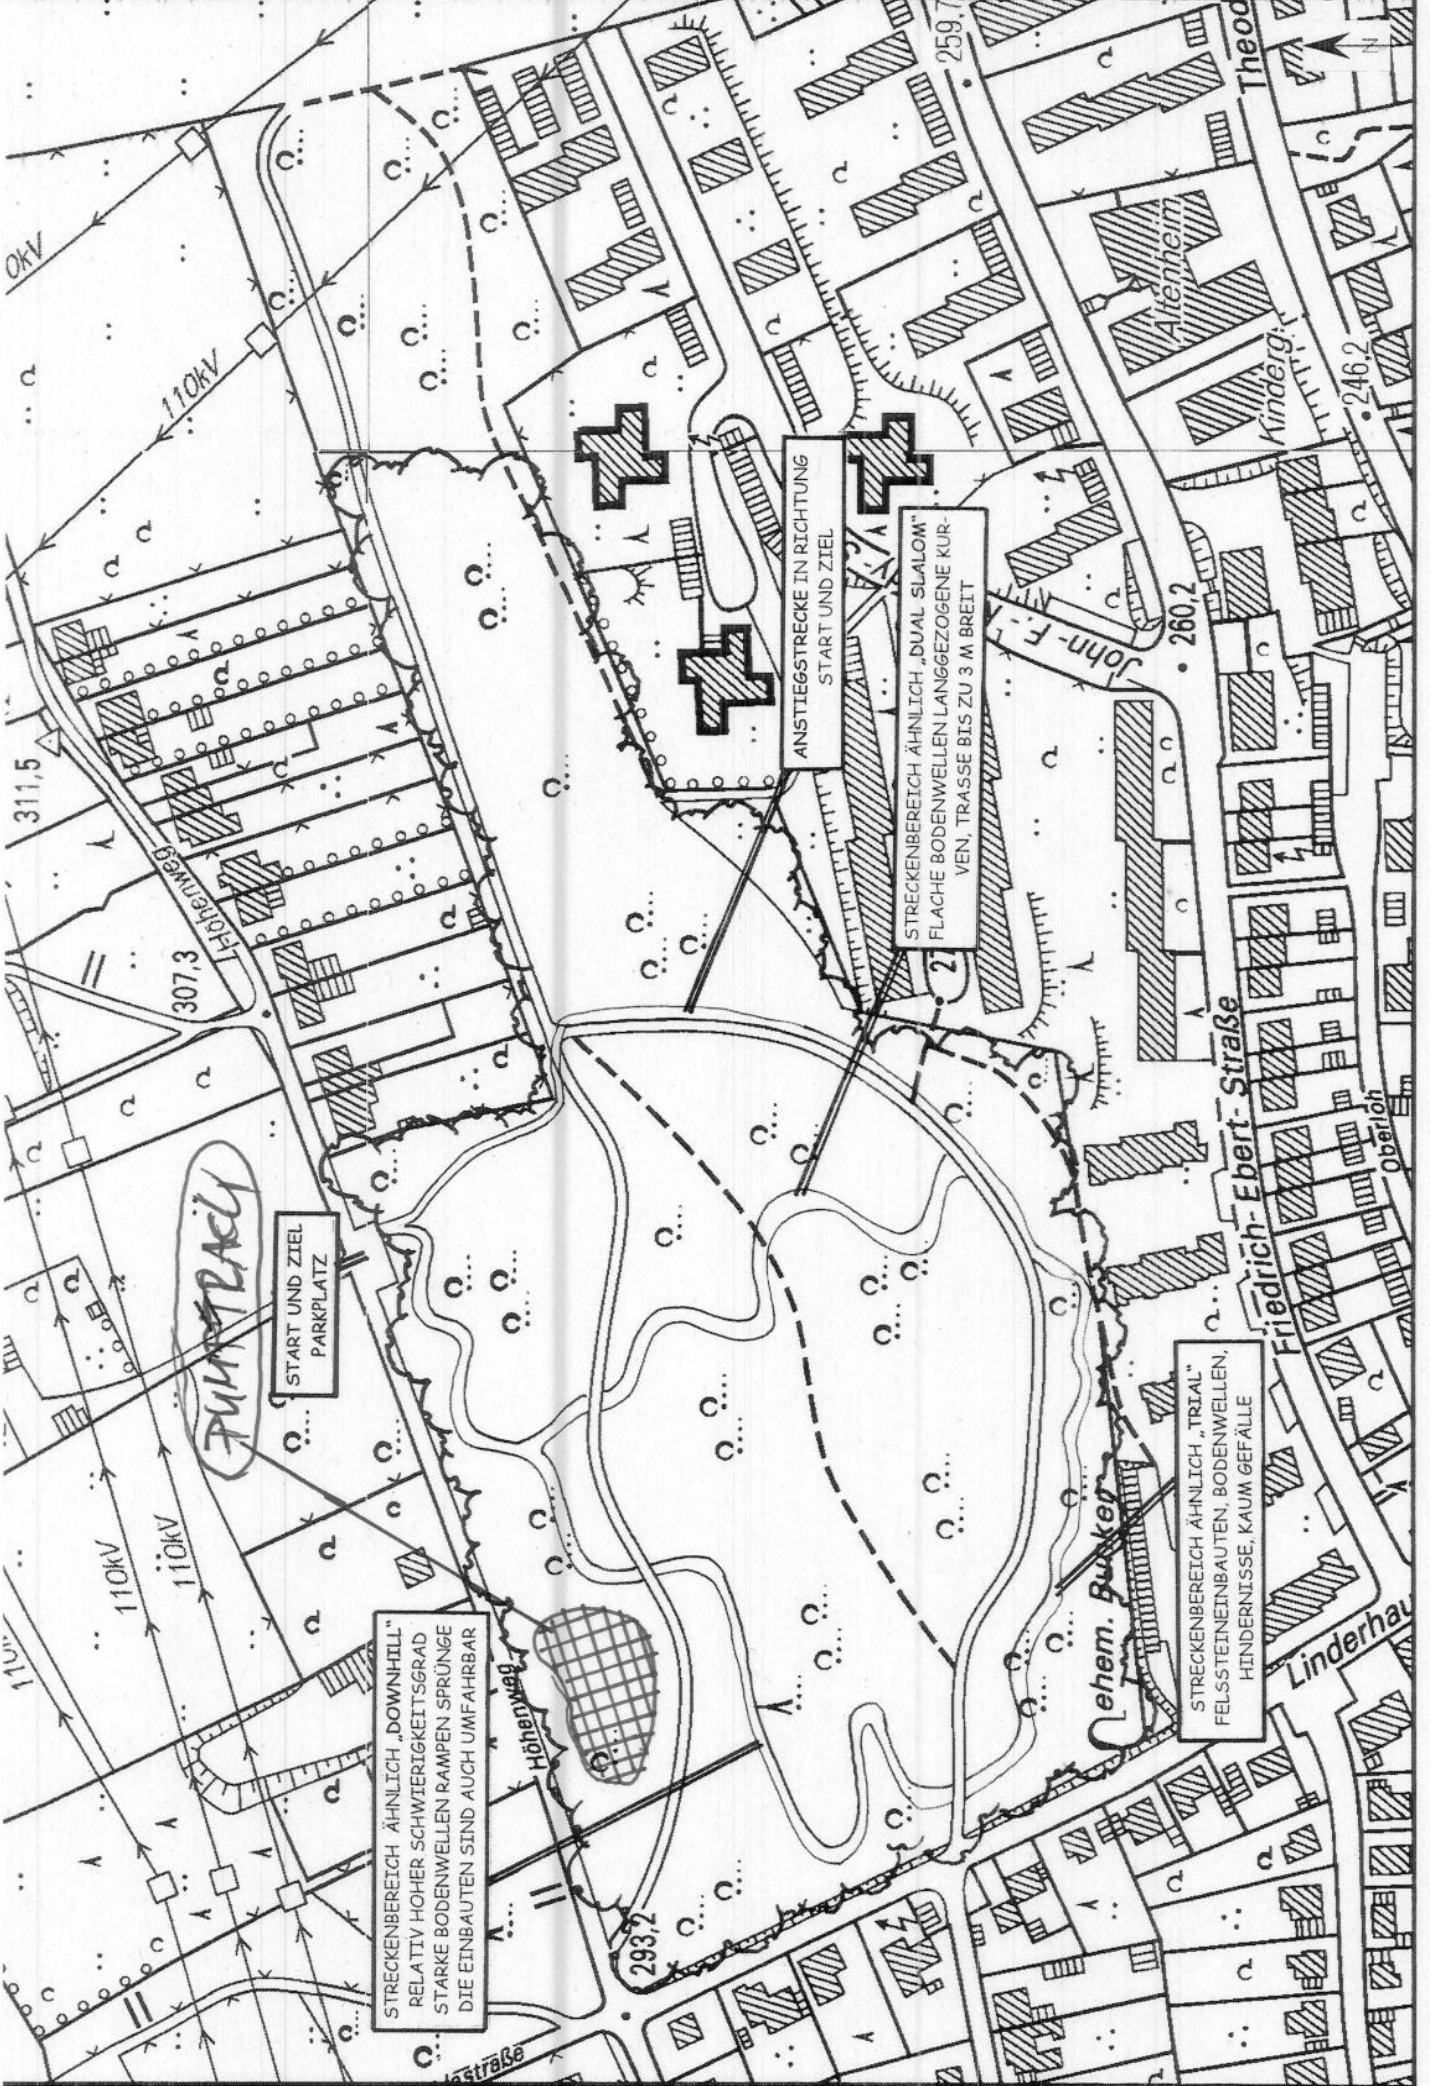 0kV
110kV
311,5
Höhenweg
307,3
PUMPTRACK
START UND ZIEL
PARKPLATZ
110kV
110kV
STRECKENBEREICH ÄHNLICH „DOWNHILL“
RELATIV HOHER SCHWIERIGKEITSGRAD
STARKE BODENWELLEN RAMPEN SPRÜNGE
DIE EINBAUTEN SIND AUCH UMFAHRBAR
Höhenweg
293,2
ANSTIEGSTRECKE IN RICHTUNG
START UND ZIEL
STRECKENBEREICH ÄHNLICH „DUAL SLALOM“
FLACHE BODENWELLEN LANGGEZOGENE KUR-
VEN, TRASSE BIS ZU 3 M BREIT
27
John-F.-
260,2
259,7
Theod
N
Altenheim
Kinderg.
246,2
Friedrich-Ebert-Straße
Oberloh
ehem. Bunker
STRECKENBEREICH ÄHNLICH „TRIAL“
FELSSTEINEINBAUTEN, BODENWELLEN,
HINDERNISSE, KAUM GEFÄLLE
Linderhau